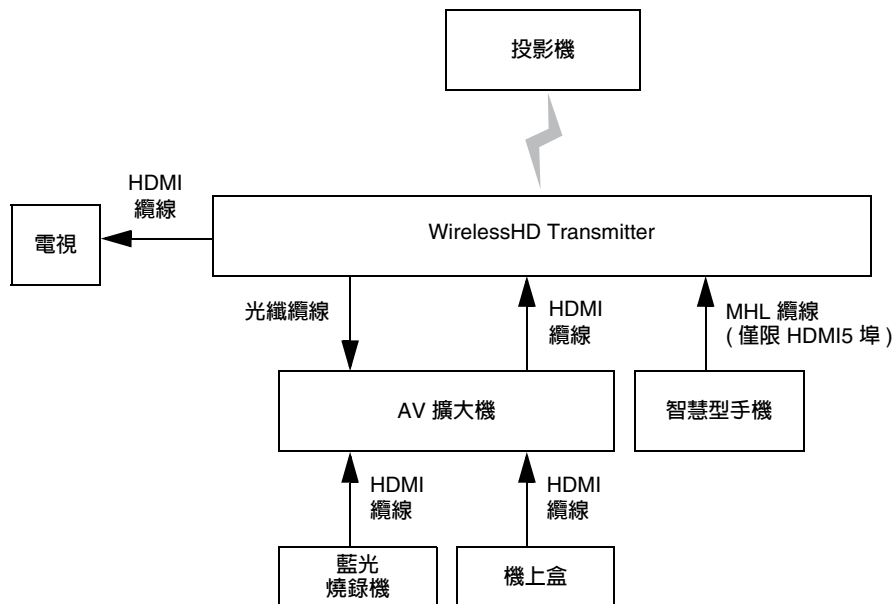 投影機
HDMI
纜線
電視
WirelessHD Transmitter
光纖纜線
HDMI
纜線
MHL 纜線
( 僅限 HDMI5 埠 )
AV 擴大機
智慧型手機
HDMI
纜線
HDMI
纜線
藍光
燒錄機
機上盒